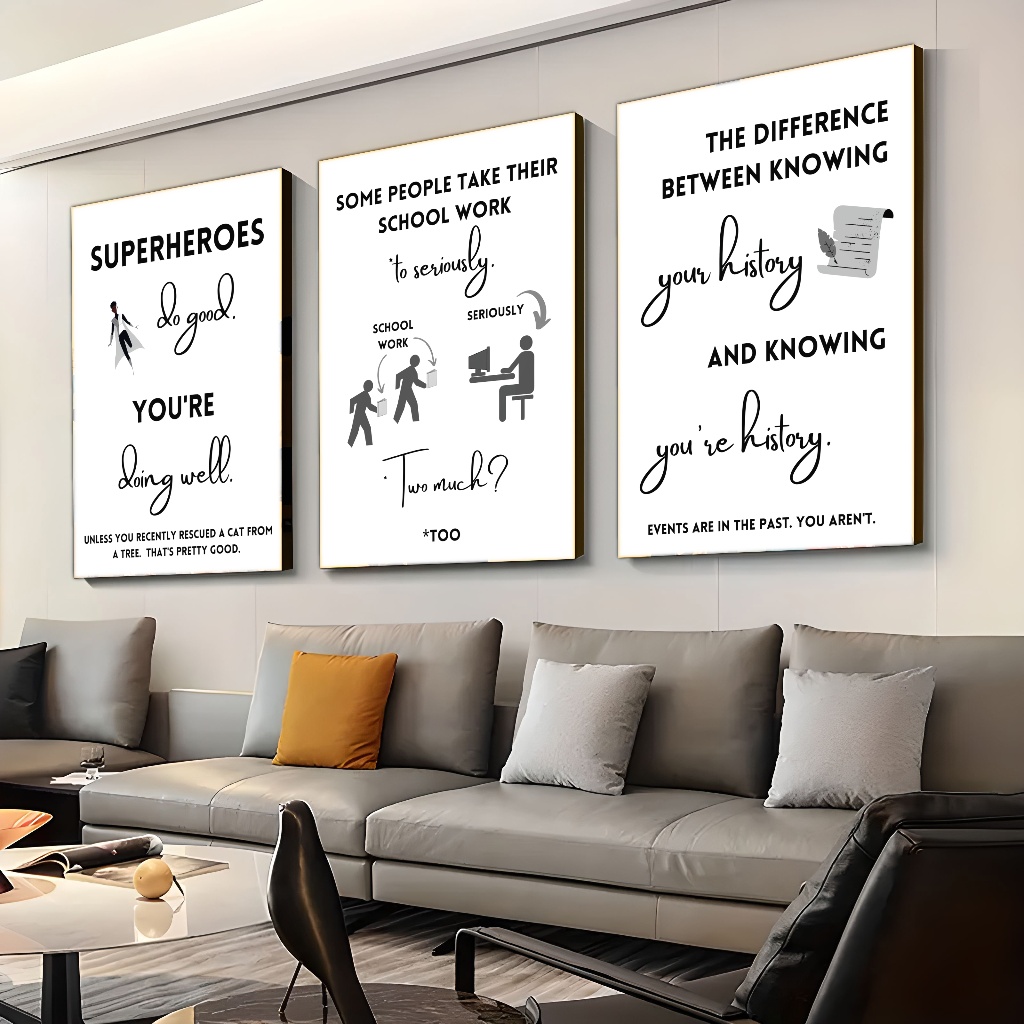 SUPERHEROES
do good.
YOU'RE
doing well.
UNLESS YOU RECENTLY RESCUED A CAT FROM
A TREE. THAT'S PRETTY GOOD.
SOME PEOPLE TAKE THEIR
SCHOOL WORK
*to seriously.
SCHOOL
WORK
SERIOUSLY
*Two much?
*TOO
THE DIFFERENCE
BETWEEN KNOWING
your history
AND KNOWING
you're history.
EVENTS ARE IN THE PAST. YOU AREN'T.